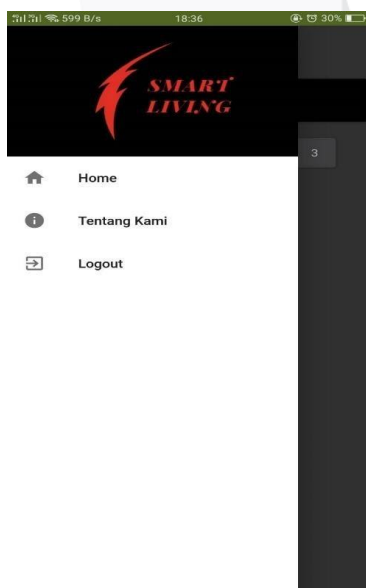 599 B/s 18:36 30%
SMART
LIVING
3
Home
Tentang Kami
Logout